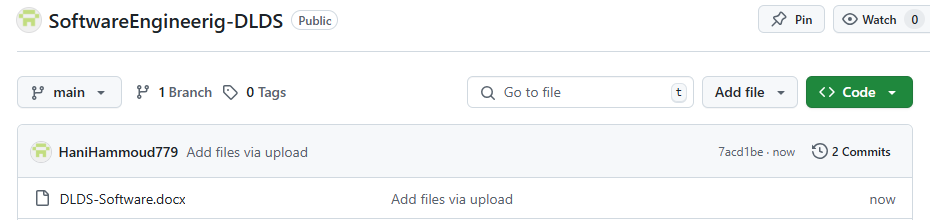 SoftwareEngineerig-DLDS Public Pin Watch 0
main 1 Branch 0 Tags Go to file t Add file Code
HaniHammoud779 Add files via upload 7acd1be · now 2 Commits
DLDS-Software.docx Add files via upload now